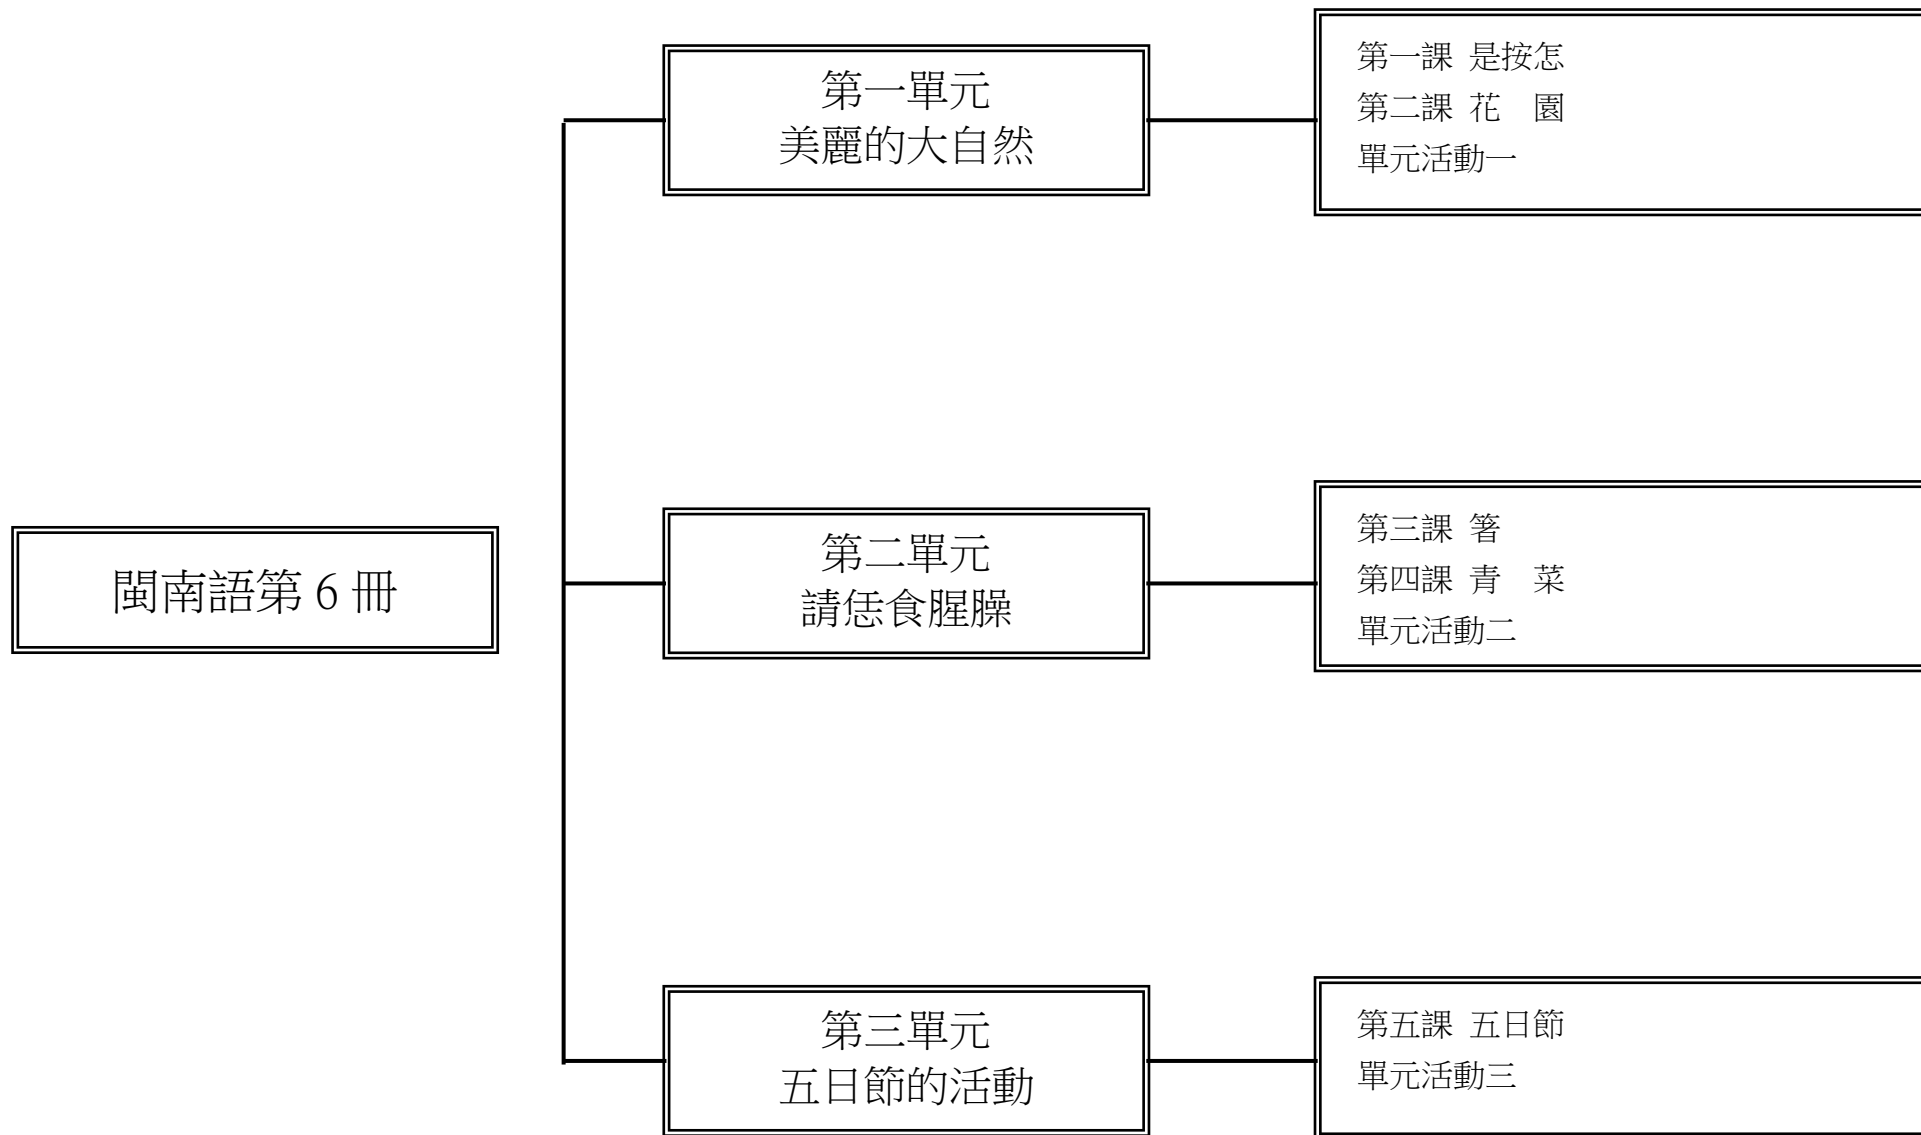 閩南語第 6 冊
第一單元
美麗的大自然
第一課 是按怎
第二課 花　園
單元活動一
第二單元
請恁食腥臊
第三課 箸
第四課 青　菜
單元活動二
第三單元
五日節的活動
第五課 五日節
單元活動三